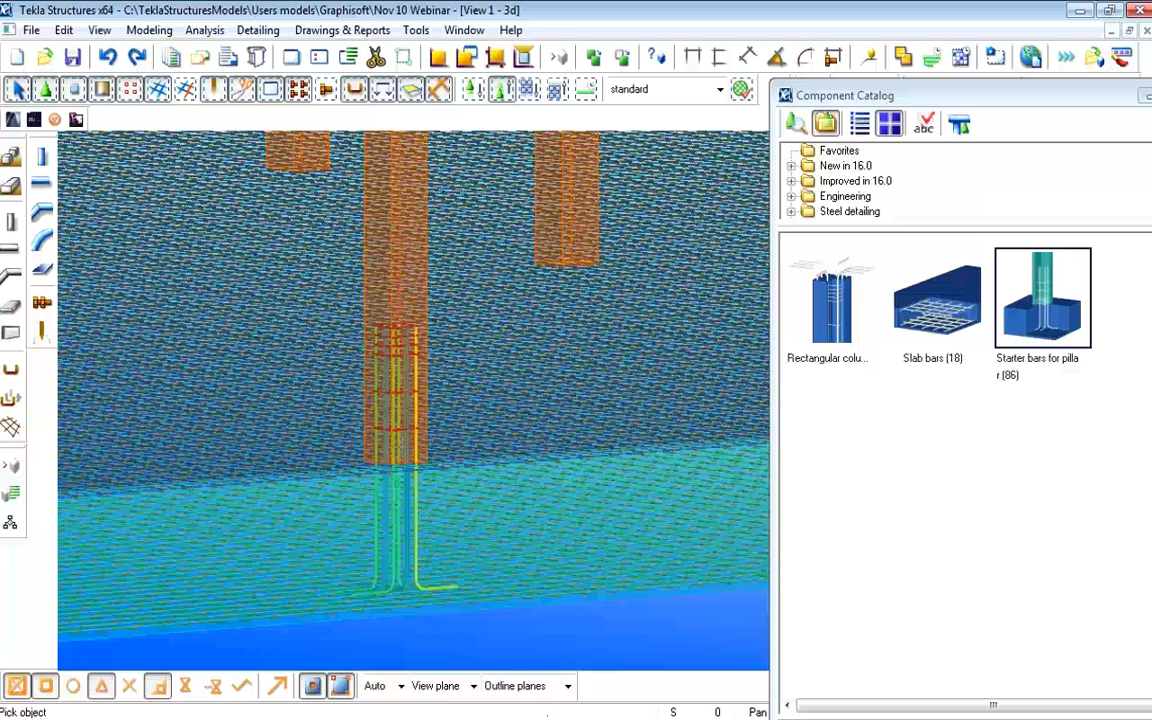 Tekla Structures x64 - C:\TeklaStructuresModels\Users models\Graphisoft\Nov 10 Webinar - [View 1 - 3d]
File Edit View Modeling Analysis Detailing Drawings & Reports Tools Window Help
standard
Component Catalog
abc
Favorites
New in 16.0
Improved in 16.0
Engineering
Steel detailing
Rectangular colu... Slab bars (18) Starter bars for pilla
r (86)
Auto View plane Outline planes
Pick object S 0 Pan